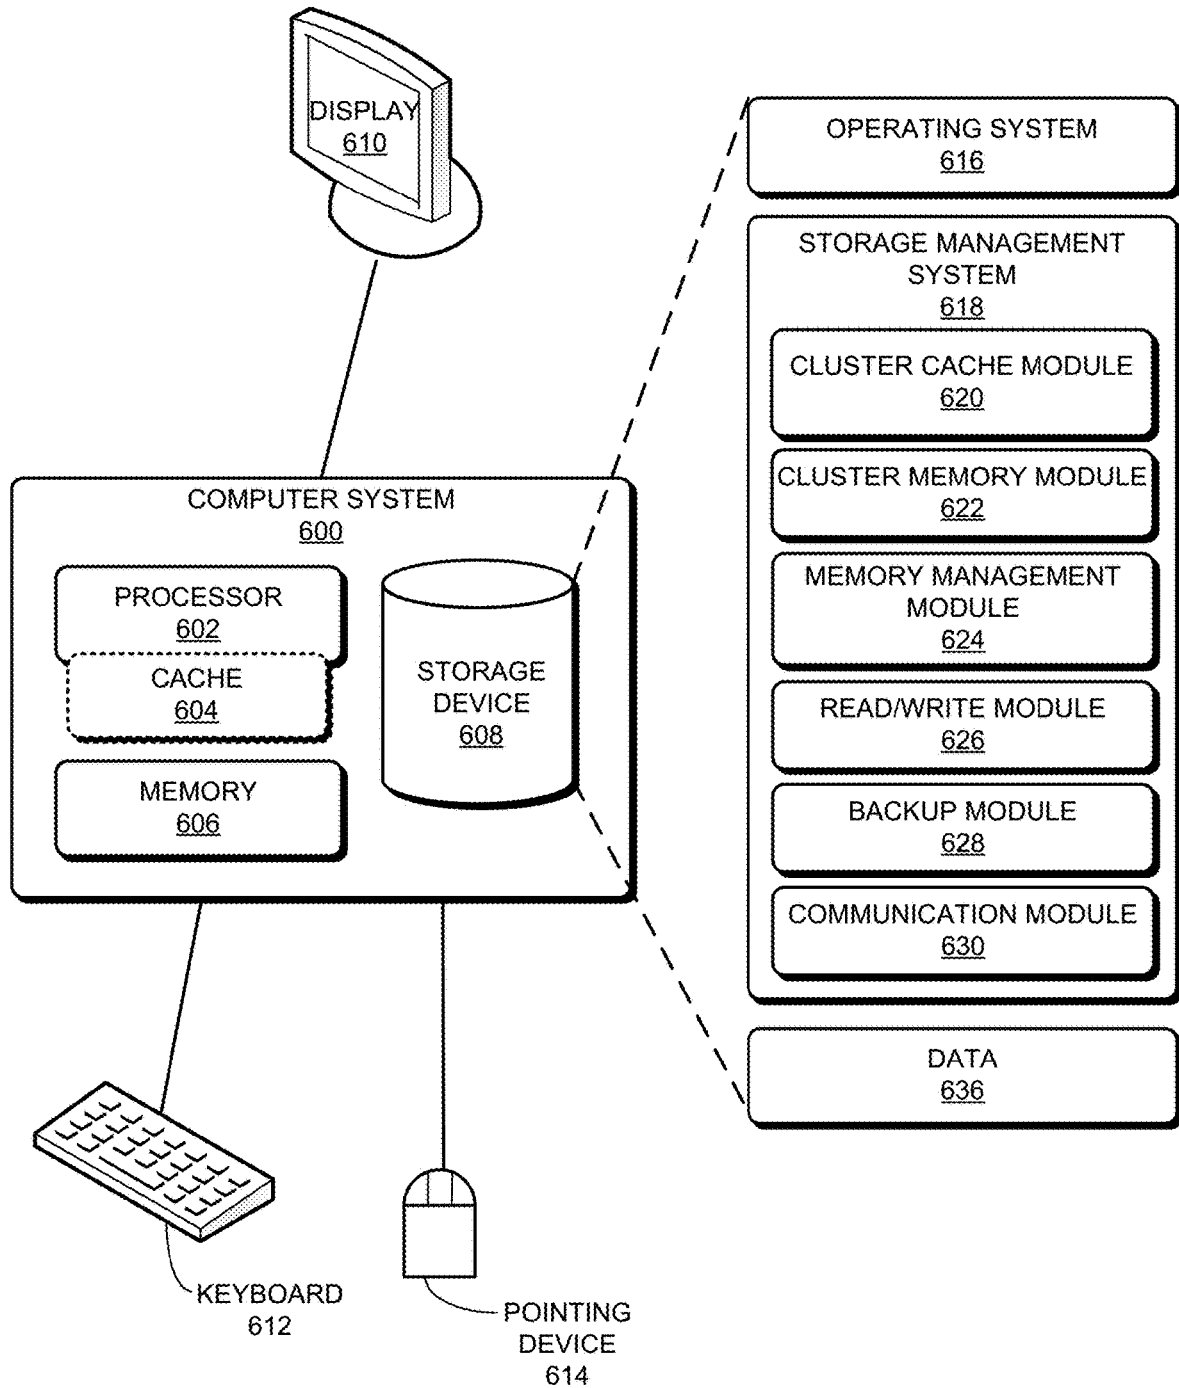 DISPLAY
610
COMPUTER SYSTEM
600
PROCESSOR
602
CACHE
604
MEMORY
606
STORAGE
DEVICE
608
KEYBOARD
612
POINTING
DEVICE
614
OPERATING SYSTEM
616
STORAGE MANAGEMENT
SYSTEM
618
CLUSTER CACHE MODULE
620
CLUSTER MEMORY MODULE
622
MEMORY MANAGEMENT
MODULE
624
READ/WRITE MODULE
626
BACKUP MODULE
628
COMMUNICATION MODULE
630
DATA
636